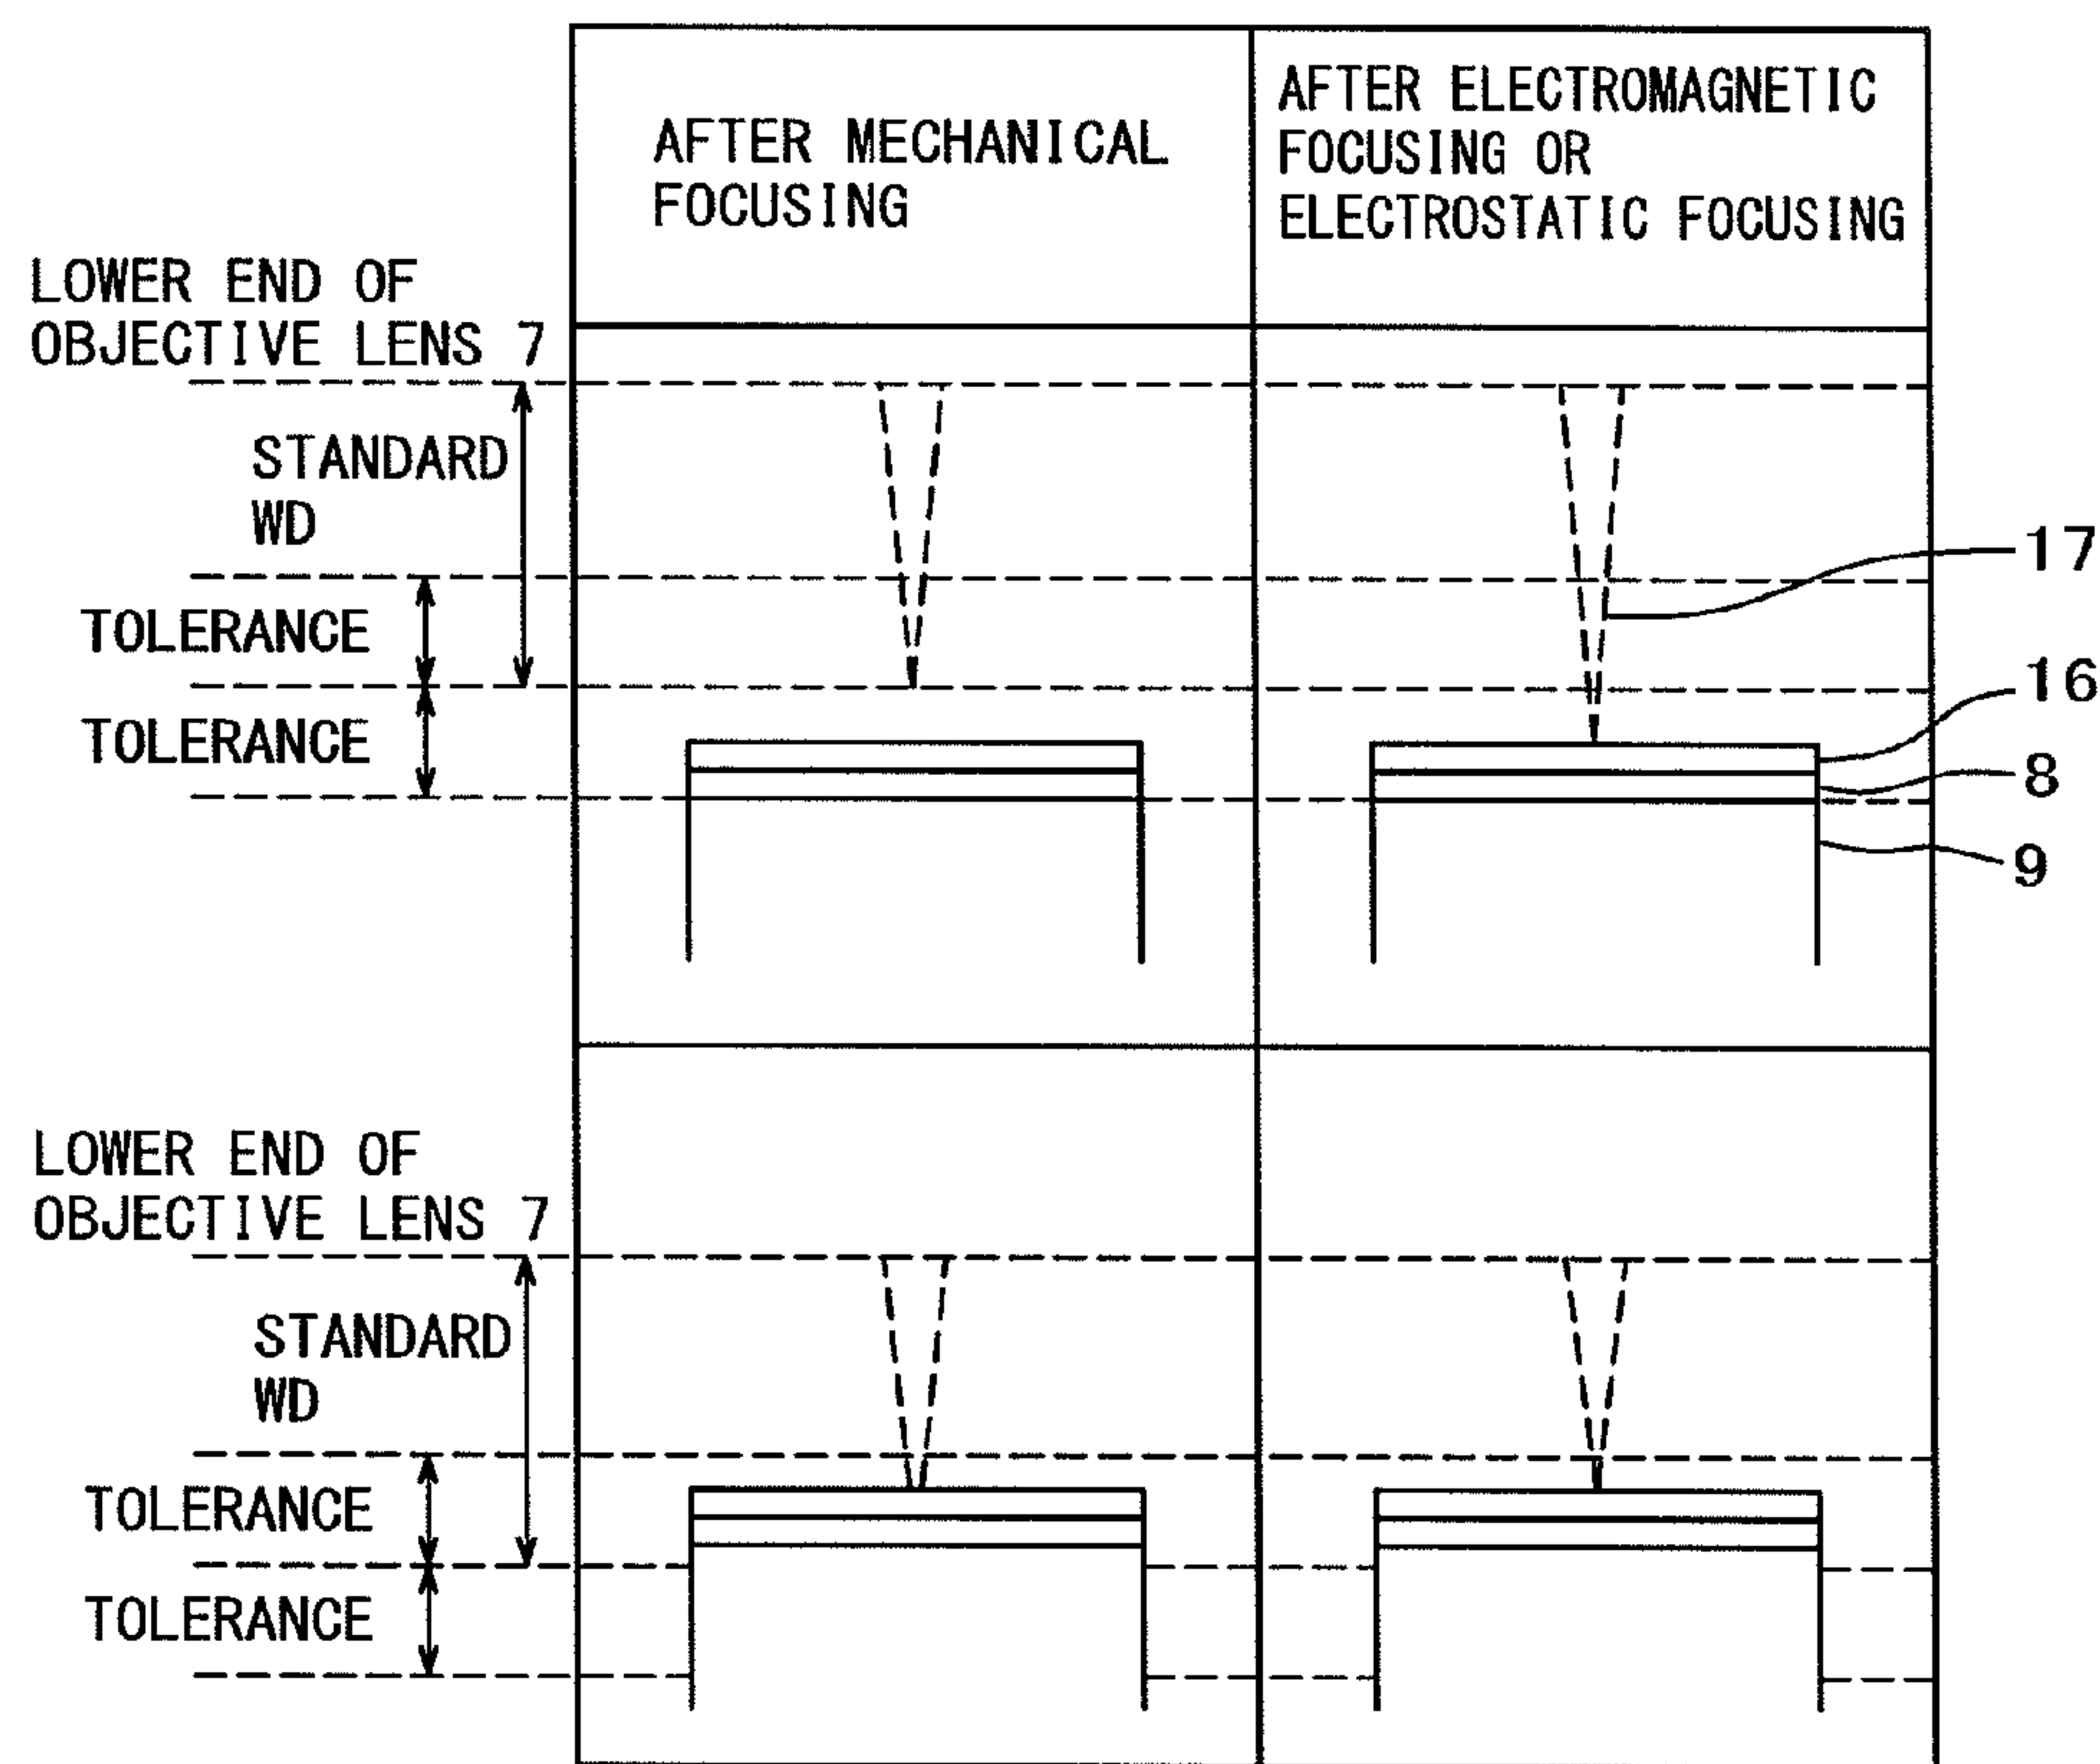 AFTER MECHANICAL
FOCUSING
AFTER ELECTROMAGNETIC
FOCUSING OR
ELECTROSTATIC FOCUSING
LOWER END OF
OBJECTIVE LENS 7
STANDARD
WD
TOLERANCE
TOLERANCE
17
16
8
9
LOWER END OF
OBJECTIVE LENS 7
STANDARD
WD
TOLERANCE
TOLERANCE